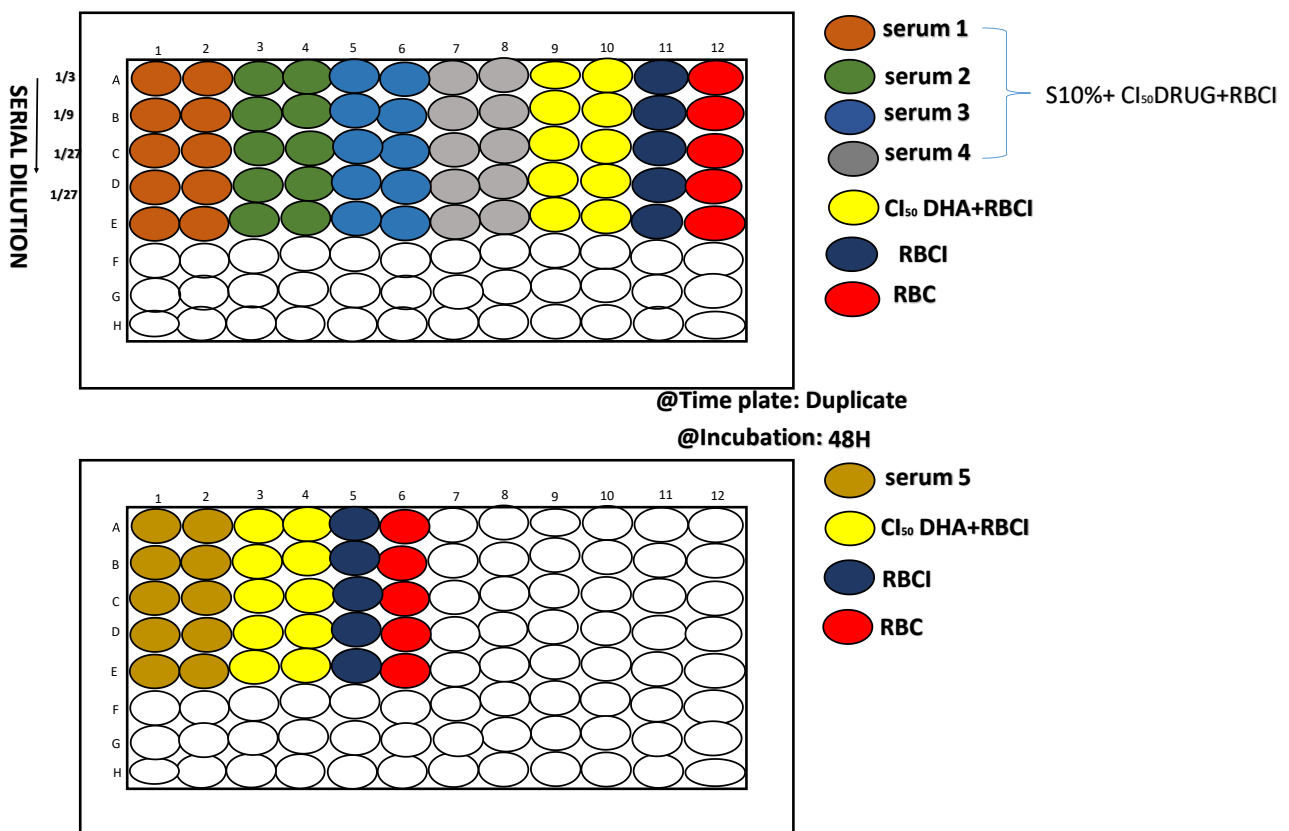 1 2 3 4 5 6 7 8 9 10 11 12
A
B
C
D
E
F
G
H
1/3
1/9
1/27
1/27
SERIAL DILUTION
serum 1
serum 2
serum 3
serum 4
S10%+ CI₅₀DRUG+RBCI
CI₅₀ DHA+RBCI
RBCI
RBC
@Time plate: Duplicate
@Incubation: 48H
1 2 3 4 5 6 7 8 9 10 11 12
A
B
C
D
E
F
G
H
serum 5
CI₅₀ DHA+RBCI
RBCI
RBC